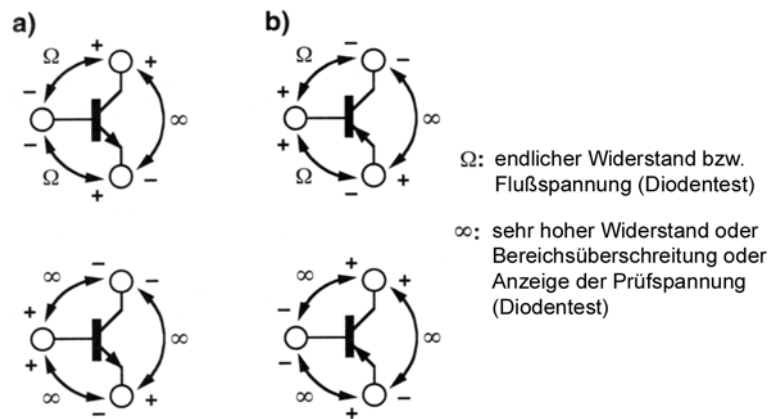 a)
b)
Ω + +
- ∞
-
Ω + -
Ω - -
+ ∞
+
Ω - +
Ω: endlicher Widerstand bzw.
Flußspannung (Diodentest)
∞: sehr hoher Widerstand oder
Bereichsüberschreitung oder
Anzeige der Prüfspannung
(Diodentest)
∞ - -
+ ∞
+
∞ - +
∞ + +
- ∞
-
∞ + -